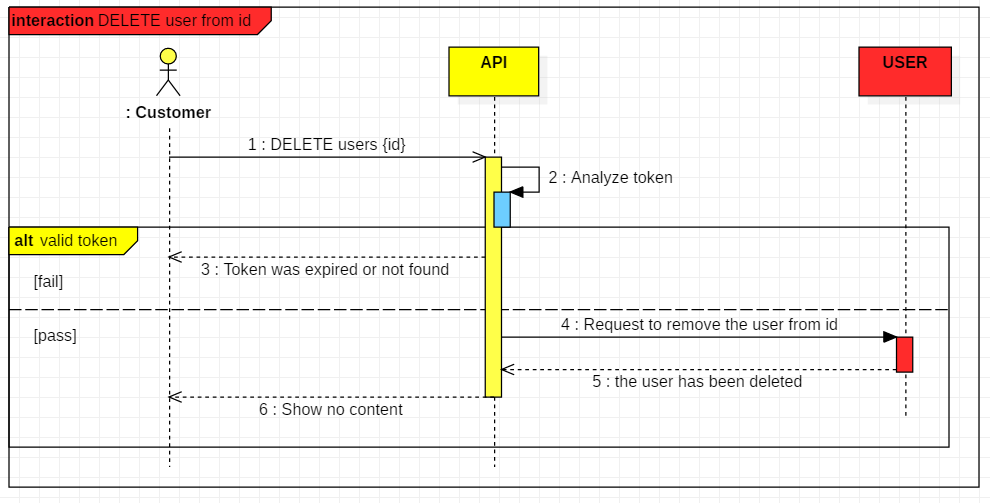 interaction DELETE user from id
API
USER
: Customer
1 : DELETE users {id}
2 : Analyze token
alt valid token
3 : Token was expired or not found
[fail]
4 : Request to remove the user from id
[pass]
5 : the user has been deleted
6 : Show no content